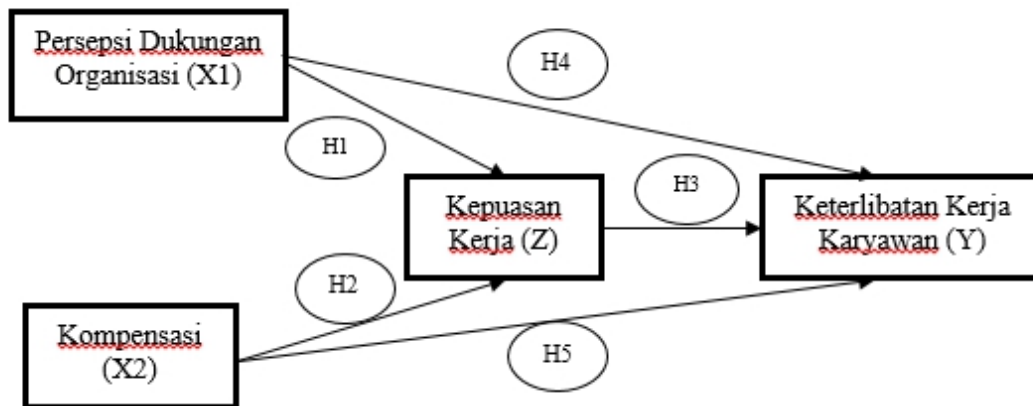 Persepsi Dukungan
Organisasi (X1)
H4
H1
H3
Kepuasan
Kerja (Z)
Keterlibatan Kerja
Karyawan (Y)
H2
Kompensasi
(X2)
H5